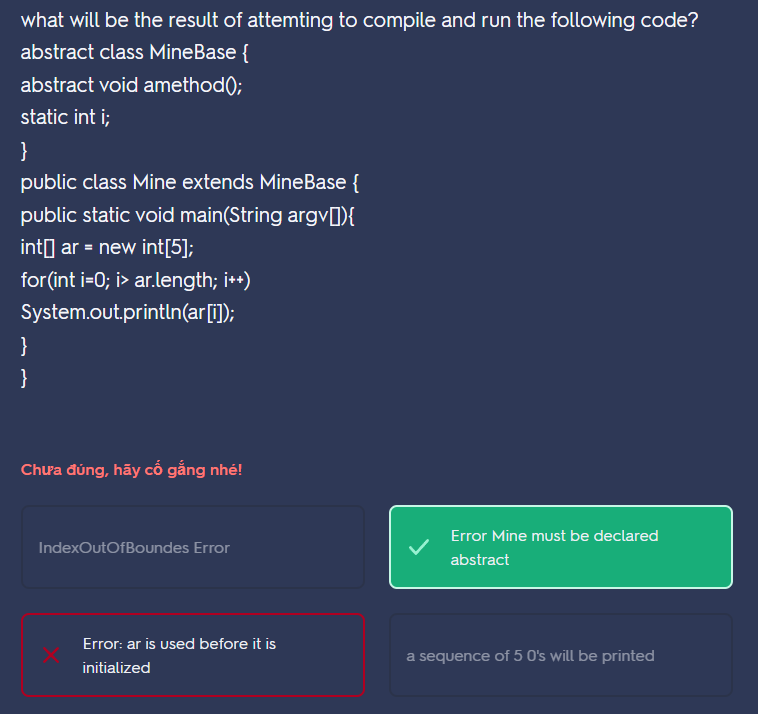 what will be the result of attemting to compile and run the following code?
abstract class MineBase {
abstract void amethod();
static int i;
}
public class Mine extends MineBase {
public static void main(String argv[]){
int[] ar = new int[5];
for(int i=0; i> ar.length; i++)
System.out.println(ar[i]);
}
}
Chưa đúng, hãy cố gắng nhé!
IndexOutOfBoundes Error
Error Mine must be declared
abstract
Error: ar is used before it is
initialized
a sequence of 5 0's will be printed